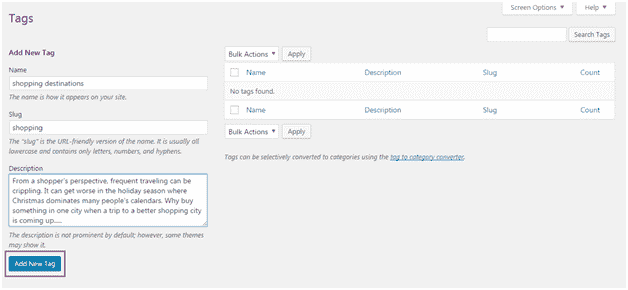 Screen Options ▼ Help ▼
Tags
Search Tags
Add New Tag
Name
shopping destinations
The name is how it appears on your site.
Slug
shopping
The "slug" is the URL-friendly version of the name. It is usually all
lowercase and contains only letters, numbers, and hyphens.
Description
From a shopper's perspective, frequent traveling can be
crippling. It can get worse in the holiday season where
Christmas dominates many people's calendars. Why buy
something in one city when a trip to a better shopping city
is coming up.....
The description is not prominent by default; however, some themes
may show it.
Add New Tag
Bulk Actions ▼ Apply
Name Description Slug Count
No tags found.
Name Description Slug Count
Bulk Actions ▼ Apply
Tags can be selectively converted to categories using the tag to category converter.